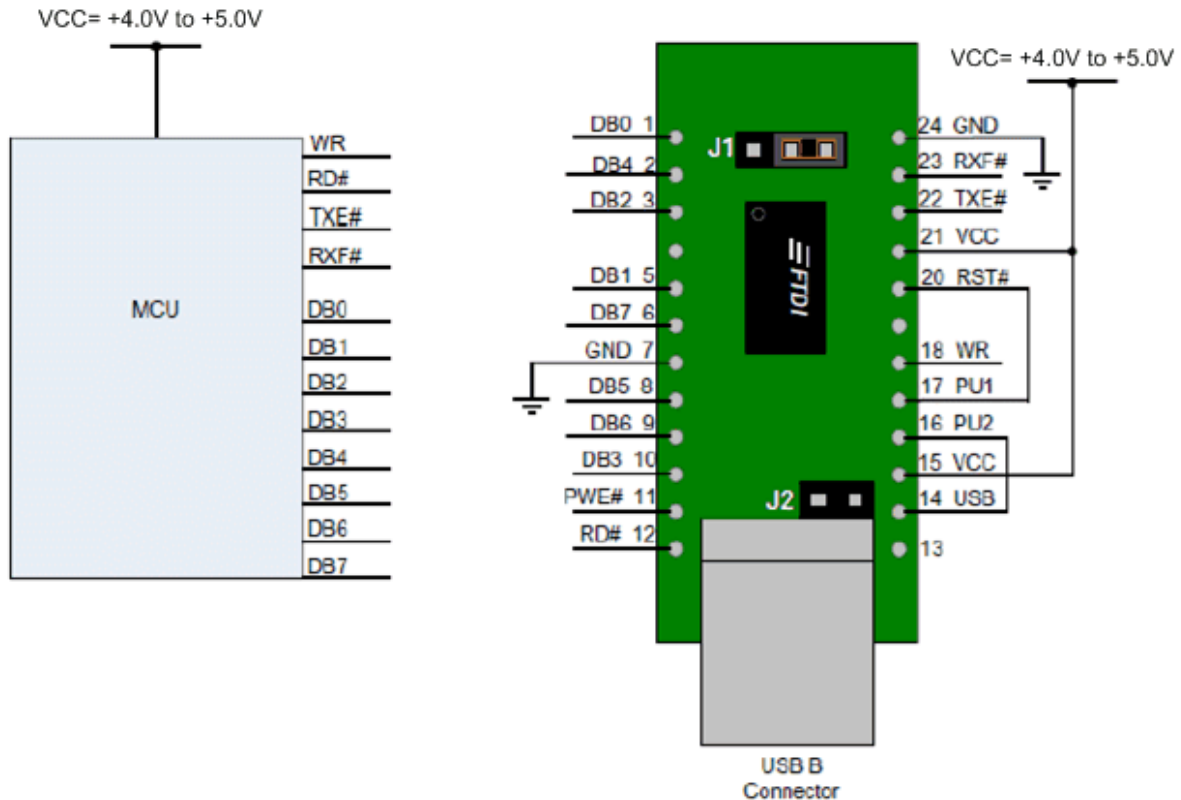 VCC= +4.0V to +5.0V
WR
RD#
TXE#
RXF#
MCU
DB0
DB1
DB2
DB3
DB4
DB5
DB6
DB7
VCC= +4.0V to +5.0V
DB0 1
DB4 2
DB2 3
DB1 5
DB7 6
GND 7
DB5 8
DB6 9
DB3 10
PWE# 11
RD# 12
J1
FTDI
J2
24 GND
23 RXF#
22 TXE#
21 VCC
20 RST#
18 WR
17 PU1
16 PU2
15 VCC
14 USB
13
USB B
Connector